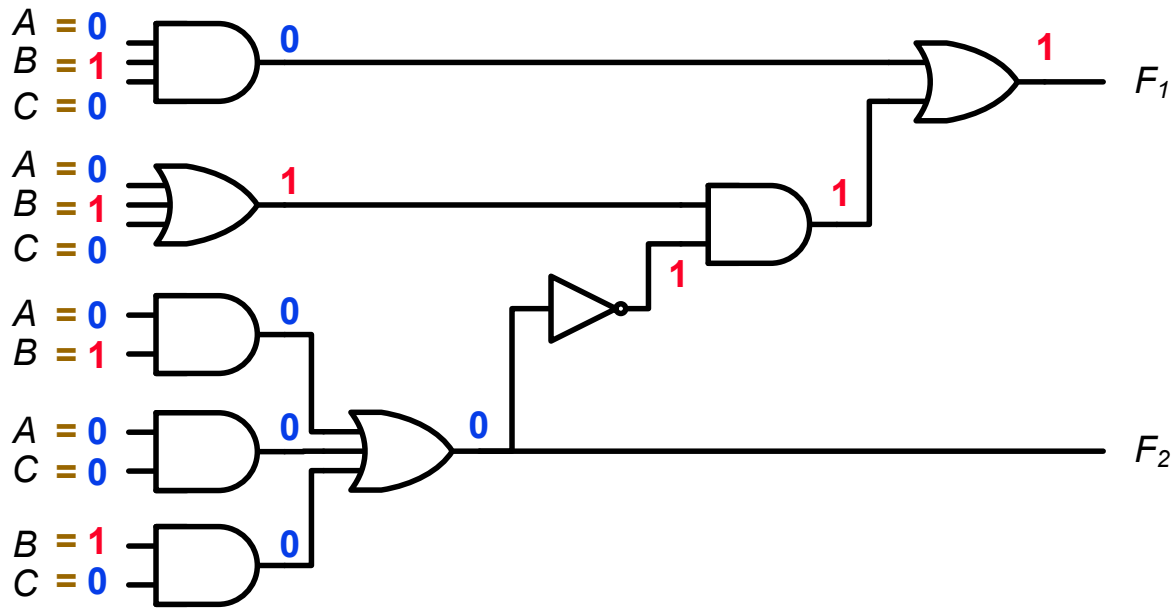 A = 0
0
1
B = 1
F1
C = 0
A = 0
1
B = 1
1
C = 0
1
A = 0
0
B = 1
A = 0
0
0
C = 0
F2
B = 1
0
C = 0